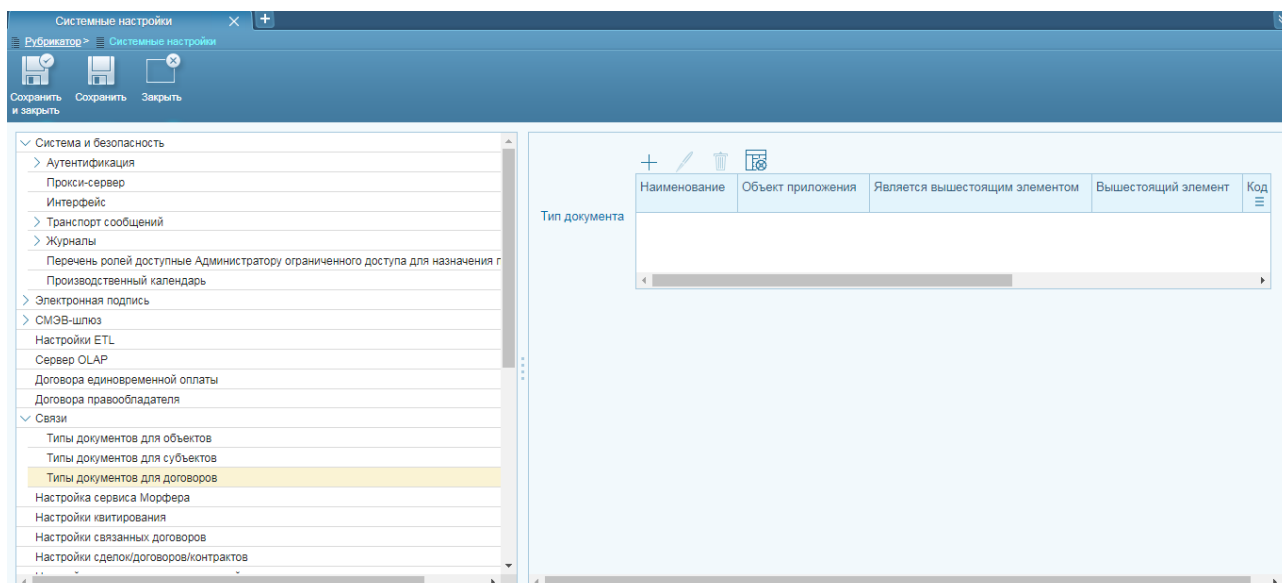 Системные настройки
Рубрикатор > Системные настройки
Сохранить и закрыть
Сохранить
Закрыть
Система и безопасность
Аутентификация
Прокси-сервер
Интерфейс
Транспорт сообщений
Журналы
Перечень ролей доступные Администратору ограниченного доступа для назначения
Производственный календарь
Электронная подпись
СМЭВ-шлюз
Настройки ETL
Сервер OLAP
Договора единовременной оплаты
Договора правообладателя
Связи
Типы документов для объектов
Типы документов для субъектов
Типы документов для договоров
Настройка сервиса Морфера
Настройки квитирования
Настройки связанных договоров
Настройки сделок/договоров/контрактов
Тип документа
Наименование Объект приложения Является вышестоящим элементом Вышестоящий элемент Код